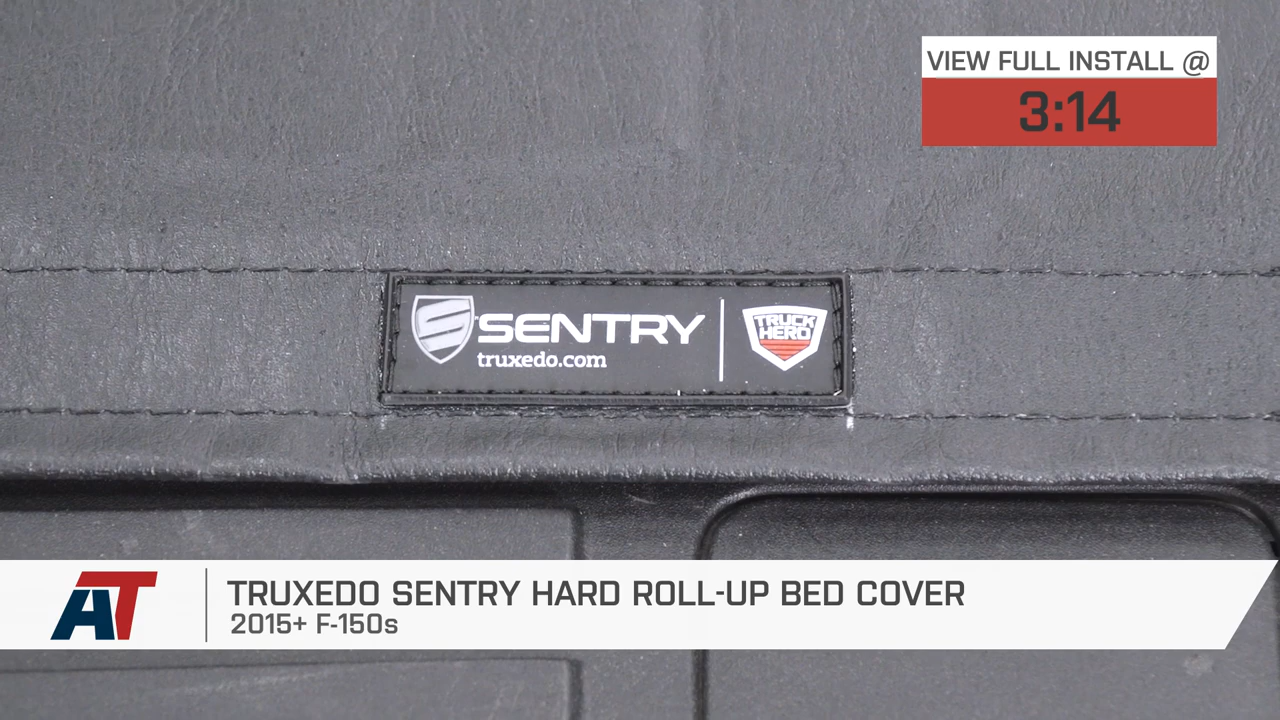 VIEW FULL INSTALL @
3:14
SENTRY
truxedo.com
TRUCK
HERO
AT
TRUXEDO SENTRY HARD ROLL-UP BED COVER
2015+ F-150s